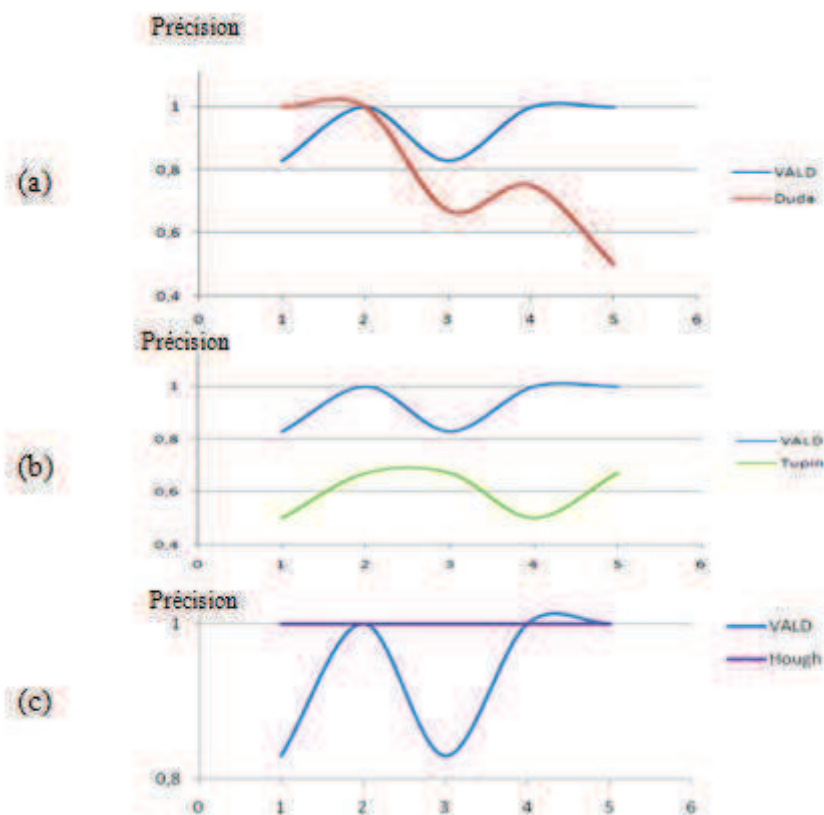 Précision
1
0,8
0,6
0,4
0 1 2 3 4 5 6
(a)
VALD
Duda
Précision
1
0,8
0,6
0,4
0 1 2 3 4 5 6
(b)
VALD
Tupin
Précision
1
0,8
0 1 2 3 4 5 6
(c)
VALD
Hough